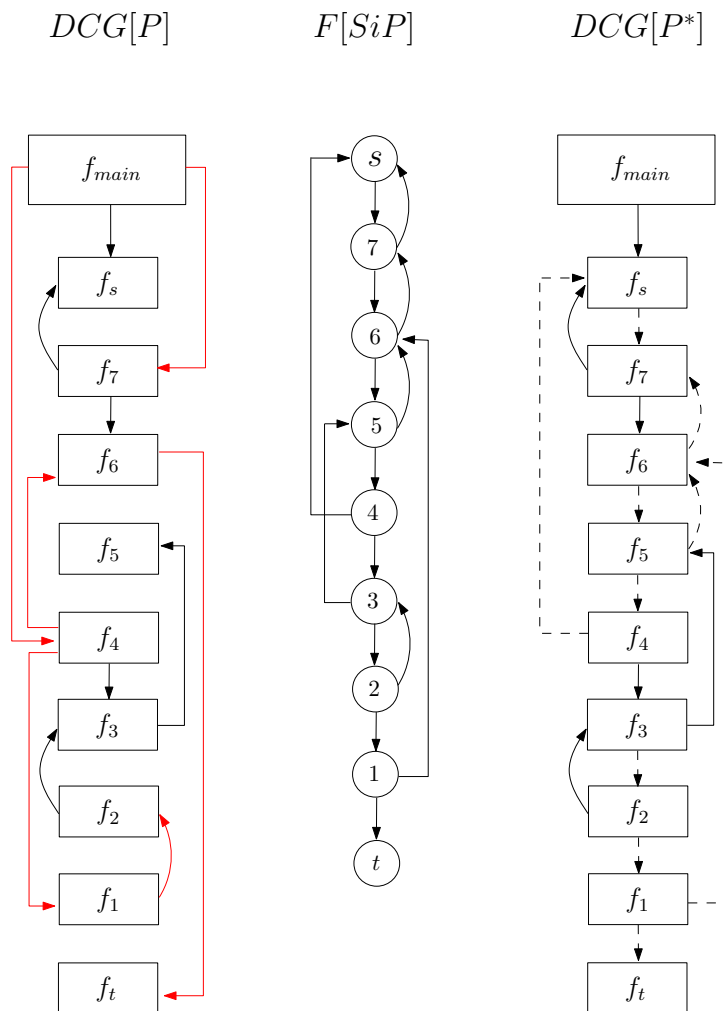 DCG[P] F[SiP] DCG[P*]
f_main s f_main
f_s 7 f_s
f_7 6 f_7
f_6 5 f_6
f_5 4 f_5
f_4 3 f_4
f_3 2 f_3
f_2 1 f_2
f_1 t f_1
f_t f_t